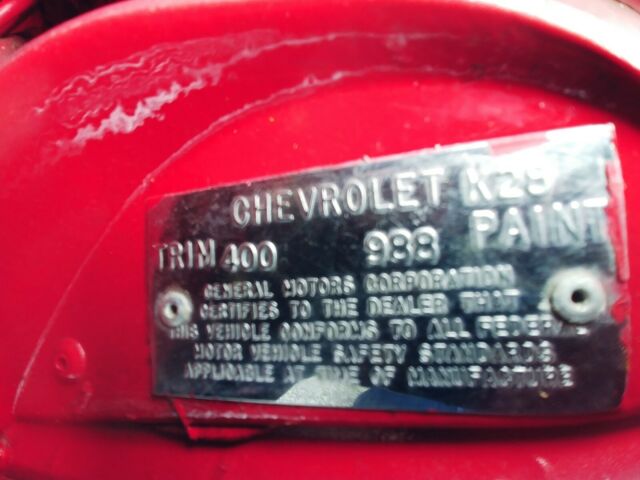 CHEVROLET K25
TRIM 400 988 PAINT
GENERAL MOTORS CORPORATION
CERTIFIES TO THE DEALER THAT
THIS VEHICLE CONFORMS TO ALL FEDERAL
MOTOR VEHICLE SAFETY STANDARDS
APPLICABLE AT TIME OF MANUFACTURE